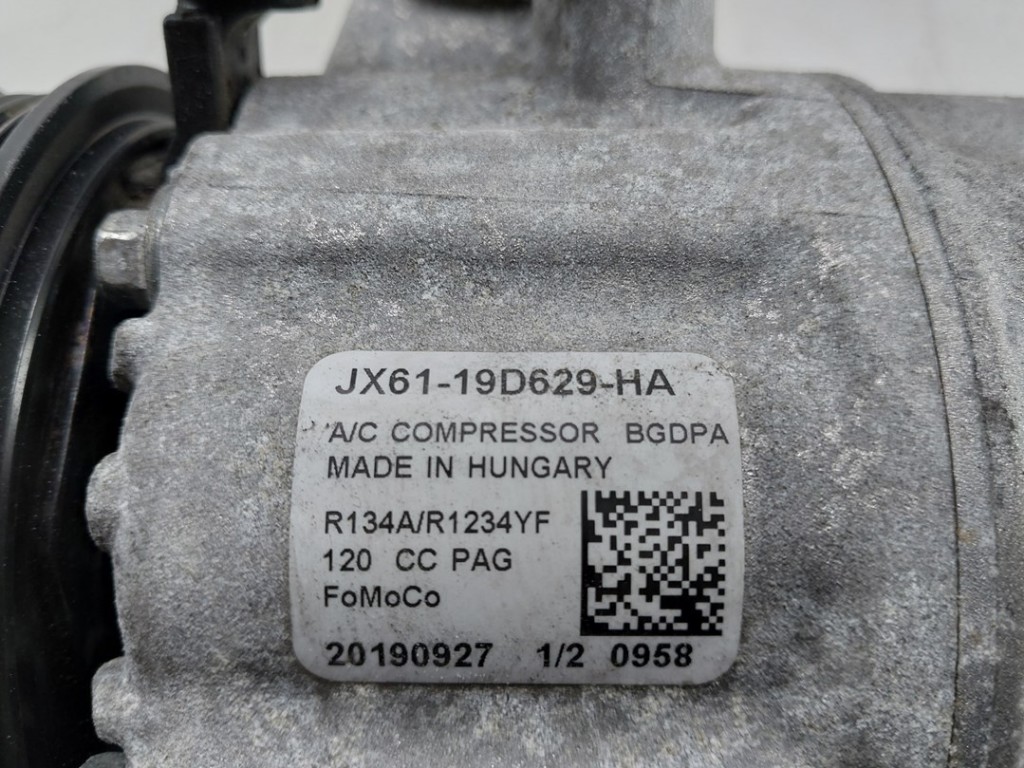 JX61-19D629-HA
A/C COMPRESSOR BGDPA
MADE IN HUNGARY
R134A/R1234YF
120 CC PAG
FoMoCo
20190927 1/2 0958